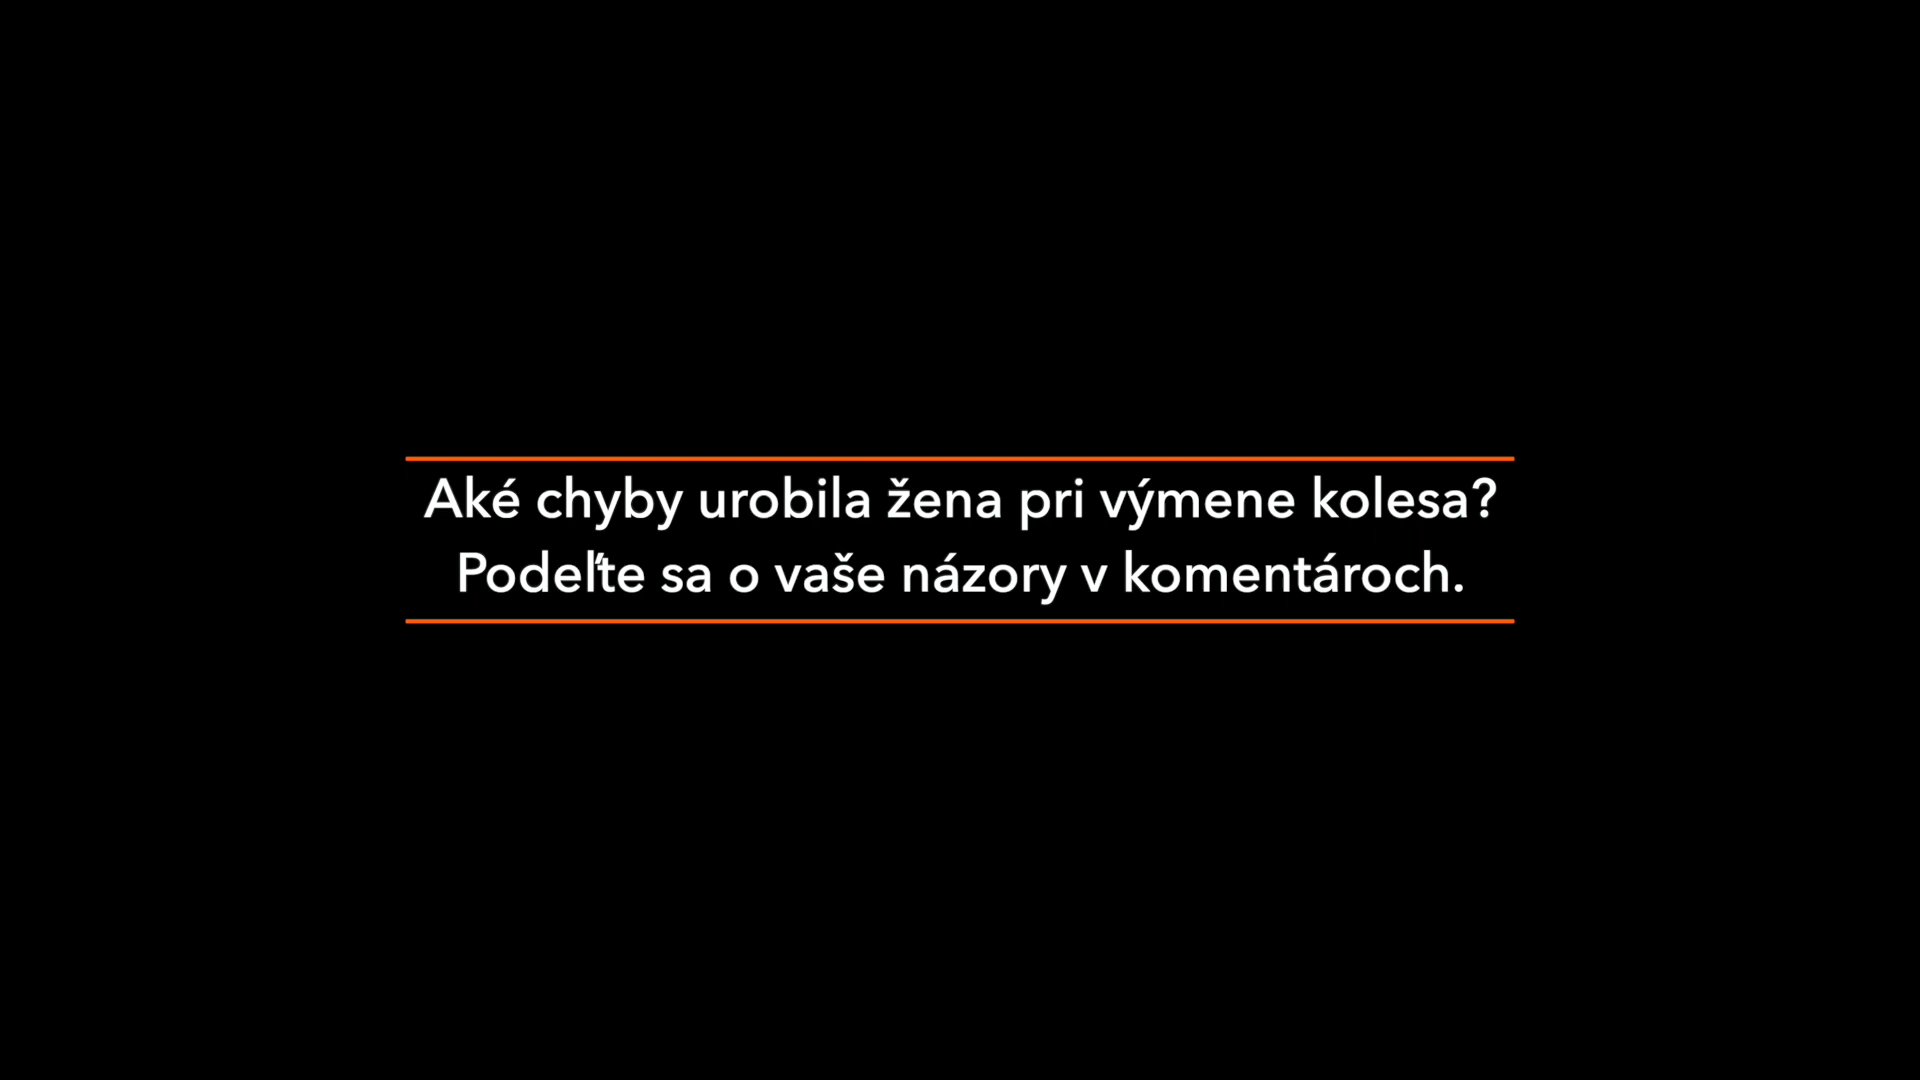 Aké chyby urobila žena pri výmene kolesa?
Podeľte sa o vaše názory v komentároch.